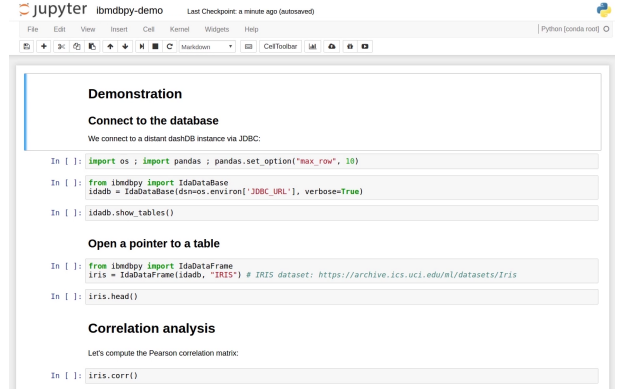 jupyter ibmdbpy-demo Last Checkpoint: a minute ago (autosaved)
File Edit View Insert Cell Kernel Widgets Help Python [conda root]
Markdown CellToolbar
Demonstration
Connect to the database
We connect to a distant dashDB instance via JDBC:
In [ ]: import os ; import pandas ; pandas.set_option("max_row", 10)
In [ ]: from ibmdbpy import IdaDataBase
idadb = IdaDataBase(dsn=os.environ['JDBC_URL'], verbose=True)
In [ ]: idadb.show_tables()
Open a pointer to a table
In [ ]: from ibmdbpy import IdaDataFrame
iris = IdaDataFrame(idadb, "IRIS") # IRIS dataset: https://archive.ics.uci.edu/ml/datasets/Iris
In [ ]: iris.head()
Correlation analysis
Let's compute the Pearson correlation matrix:
In [ ]: iris.corr()